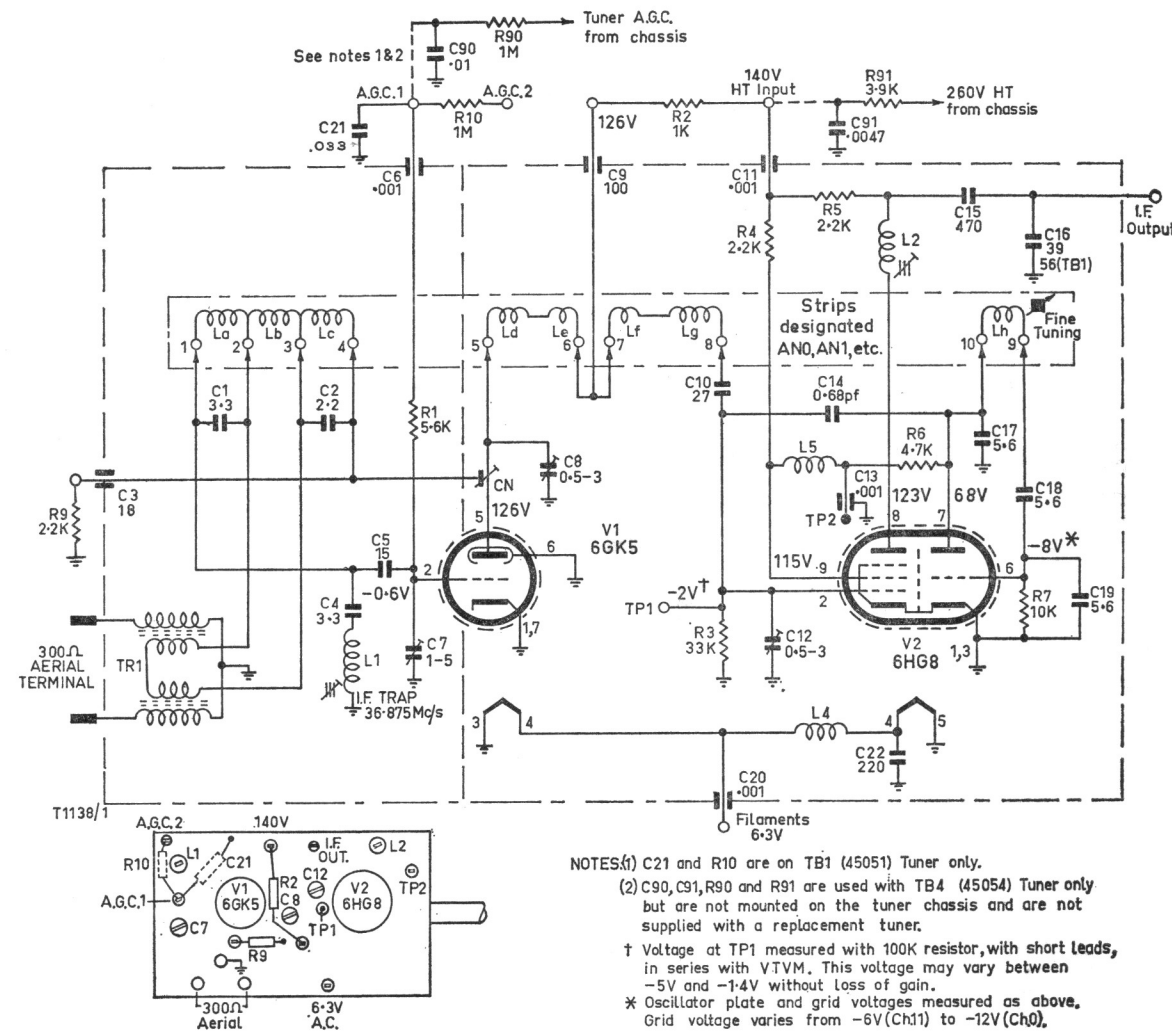 Tuner A.G.C.
from chassis
R90
1M
See notes 1&2
C90
.01
A.G.C.1
A.G.C.2
R10
1M
C21
.033
140V
HT Input
R91
3·9K
260V HT
from chassis
126V
R2
1K
C91
.0047
C6
·001
C9
100
C11
.001
R5
2·2K
C15
470
I.F.
Output
R4
2·2K
L2
C16
39
56(TB1)
La
Lb
Lc
Ld
Le
Lf
Lg
Strips
designated
AN0,AN1,etc.
Lh
Fine
Tuning
1
2
3
4
5
6
7
8
10
9
C1
3·3
C2
2·2
R1
5·6K
C10
27
C14
0·68pf
C17
5·6
L5
R6
4·7K
C8
0·5-3
CN
C13
.001
C18
5·6
C3
18
R9
2·2K
5
126V
TP2
123V
68V
8
7
V1
6GK5
6
-8V*
C5
15
2
-0·6V
115V
9
6
C4
3·3
-2V†
TP1
2
R7
10K
C19
5·6
1,7
C7
1-5
R3
33K
C12
0·5-3
V2
6HG8
1,3
300Ω
AERIAL
TERMINAL
TR1
L1
I.F. TRAP
36·875Mc/s
3
4
L4
4
5
C22
220
C20
·001
Filaments
6·3V
T1138/1
A.G.C.2
.140V
L1
I.F.
OUT.
L2
R10
C21
R2
C12
TP2
V1
6GK5
V2
6HG8
A.G.C.1
C8
C7
TP1
R9
300Ω
Aerial
6·3V
A.C.
NOTES.(1) C21 and R10 are on TB1 (45051) Tuner only.
(2) C90,C91,R90 and R91 are used with TB4 (45054) Tuner only
but are not mounted on the tuner chassis and are not
supplied with a replacement tuner.
† Voltage at TP1 measured with 100K resistor,with short leads,
in series with V.T.V.M. This voltage may vary between
-5V and -1·4V without loss of gain.
* Oscillator plate and grid voltages measured as above.
Grid voltage varies from -6V(Ch.11) to -12V(Ch.0).